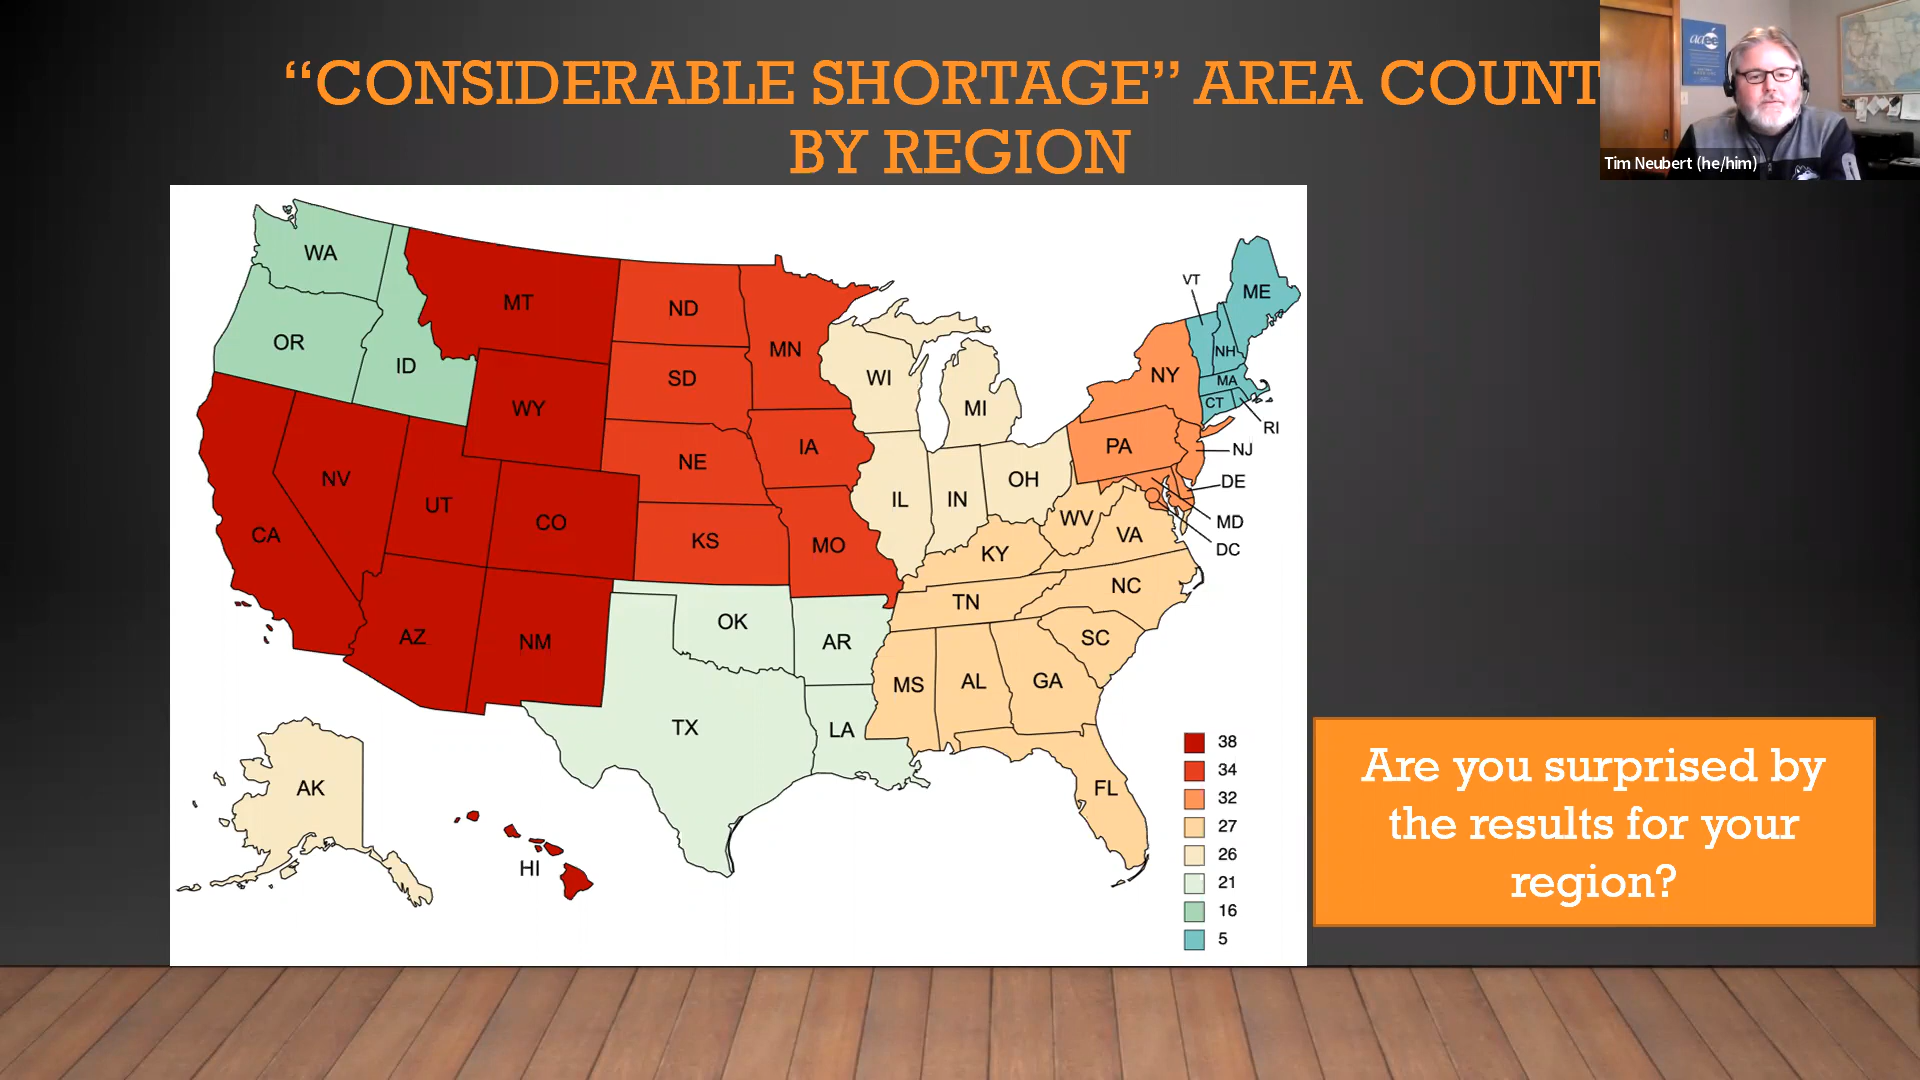 “CONSIDERABLE SHORTAGE” AREA COUNT
BY REGION
aaee
Tim Neubert (he/him)
WA
MT
ND
MN
VT
ME
OR
ID
SD
WI
MI
NY
NH
MA
CT
RI
WY
NE
IA
PA
NJ
NV
UT
CO
IL
IN
OH
DE
CA
KS
MO
WV
VA
MD
DC
KY
NC
TN
AZ
NM
OK
AR
SC
MS
AL
GA
TX
LA
AK
HI
FL
38
34
32
27
26
21
16
5
Are you surprised by
the results for your
region?